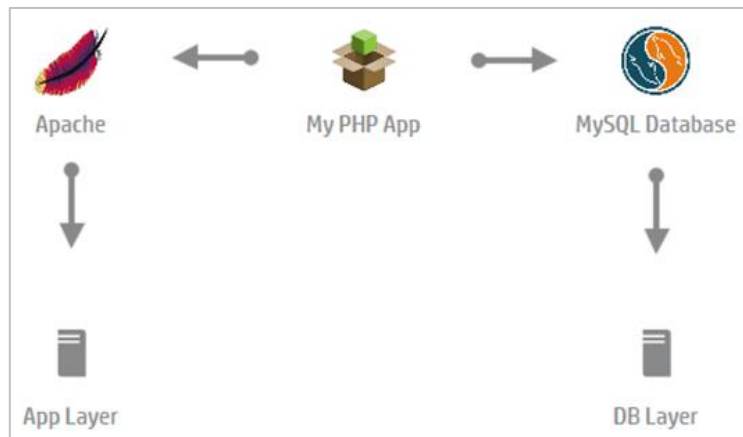 Apache
My PHP App
MySQL Database
App Layer
DB Layer